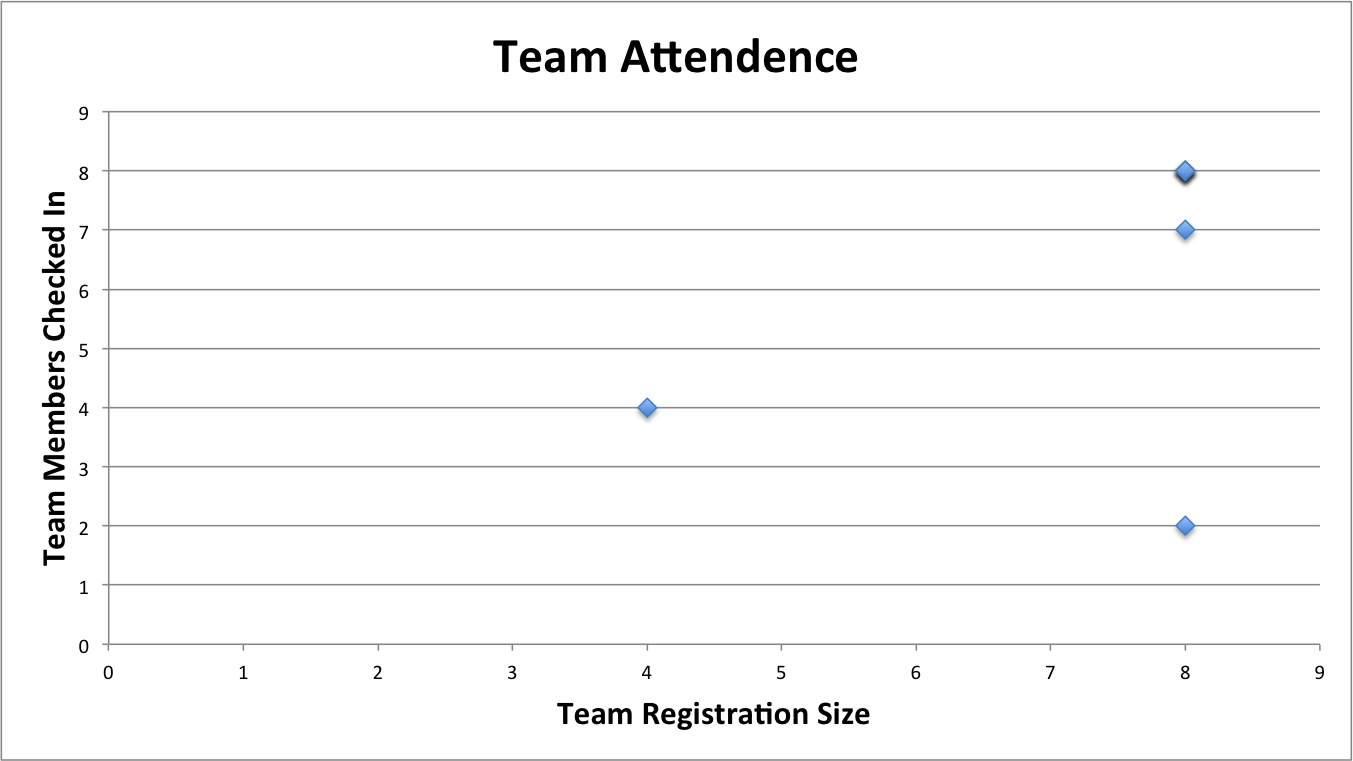 Team Attendence
9
8
7
6
5
4
3
2
1
0
Team Members Checked In
0 1 2 3 4 5 6 7 8 9
Team Registration Size